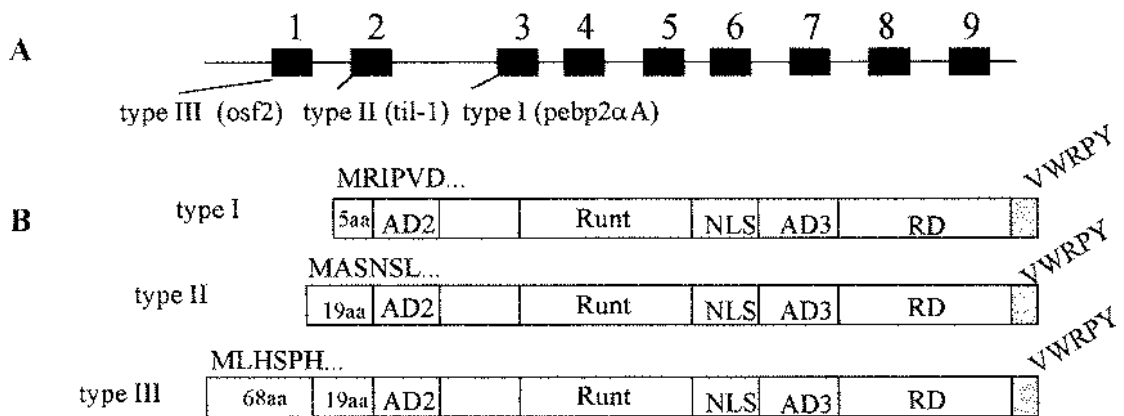 1 2 3 4 5 6 7 8 9
A
type III (osf2) type II (til-1) type I (pebp2αA)
VWRPY
MRIPVD...
B type I 5aa AD2 Runt NLS AD3 RD
VWRPY
MASNSL...
type II 19aa AD2 Runt NLS AD3 RD
VWRPY
MLHSPH...
type III 68aa 19aa AD2 Runt NLS AD3 RD